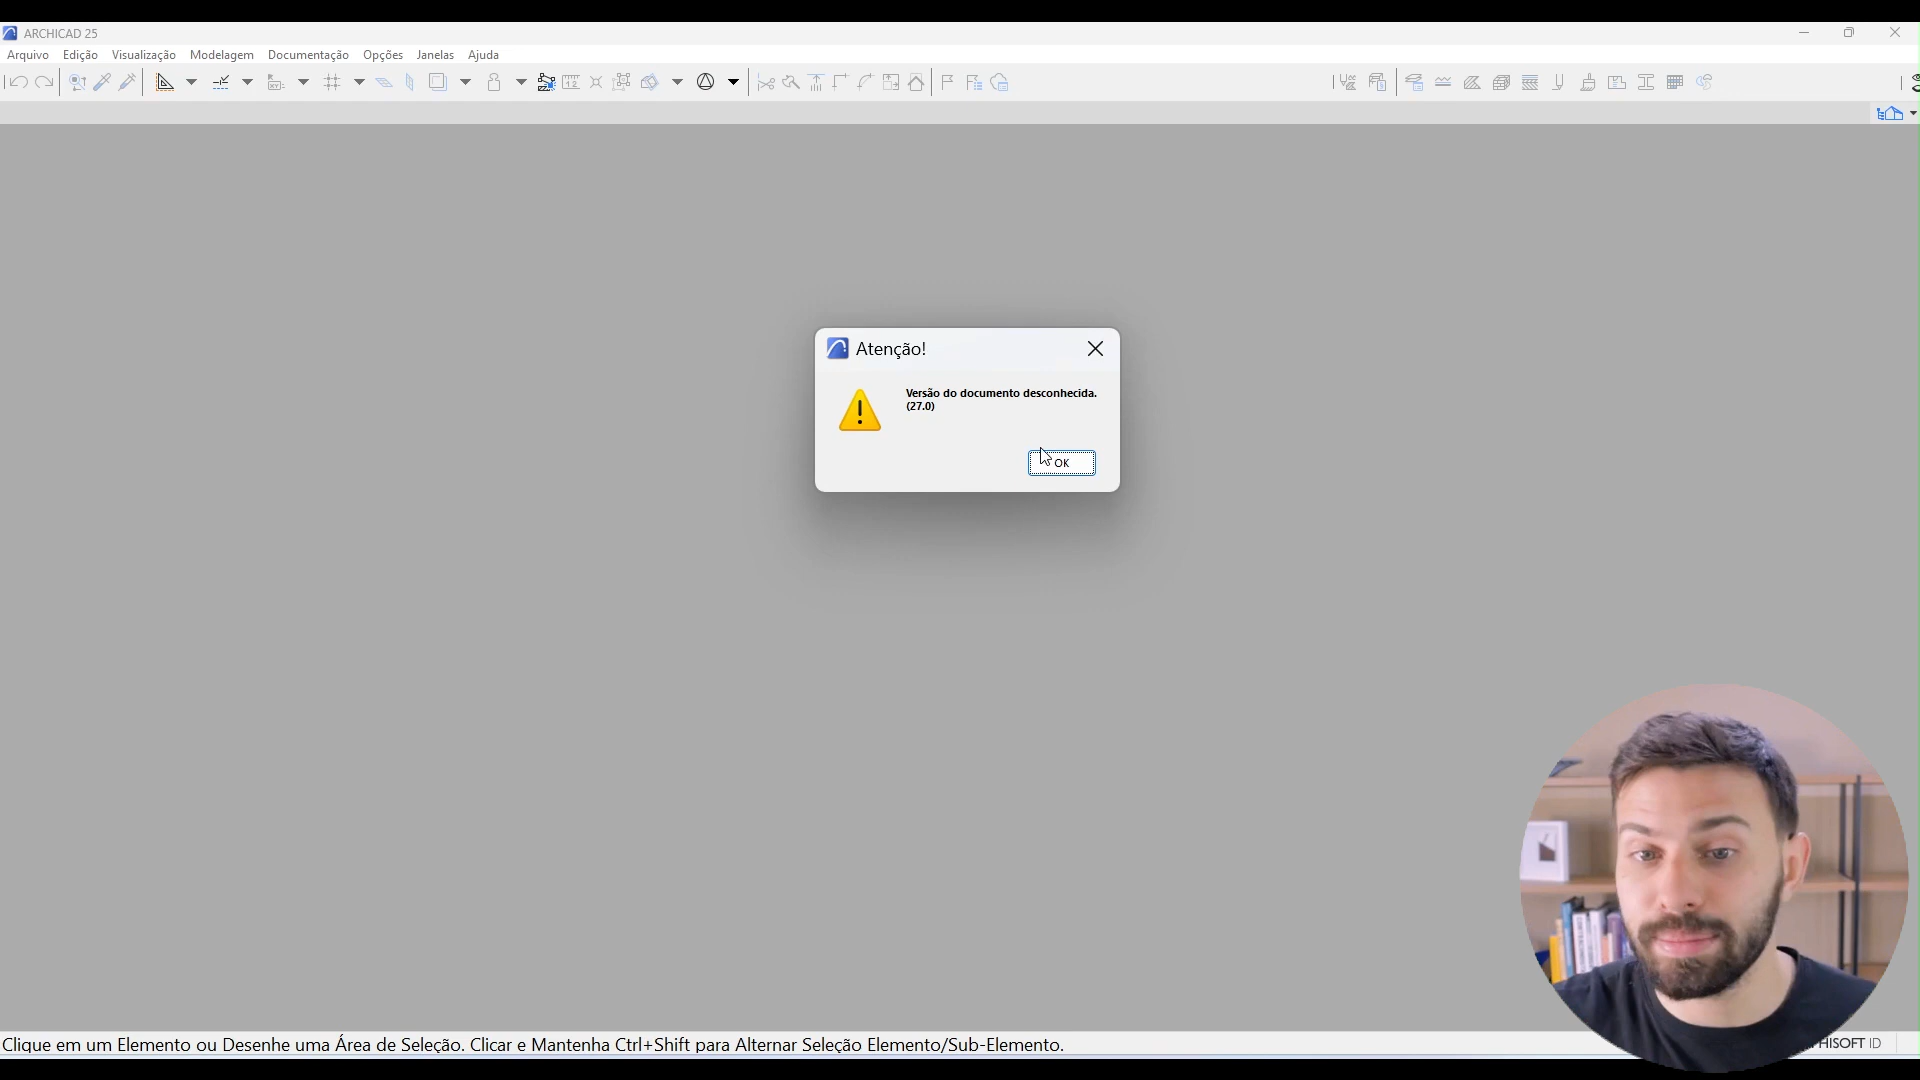 ARCHICAD 25
Arquivo Edição Visualização Modelagem Documentação Opções Janelas Ajuda
Atenção!
Versão do documento desconhecida.
(27.0)
OK
Clique em um Elemento ou Desenhe uma Área de Seleção. Clicar e Mantenha Ctrl+Shift para Alternar Seleção Elemento/Sub-Elemento.
HISOFT ID